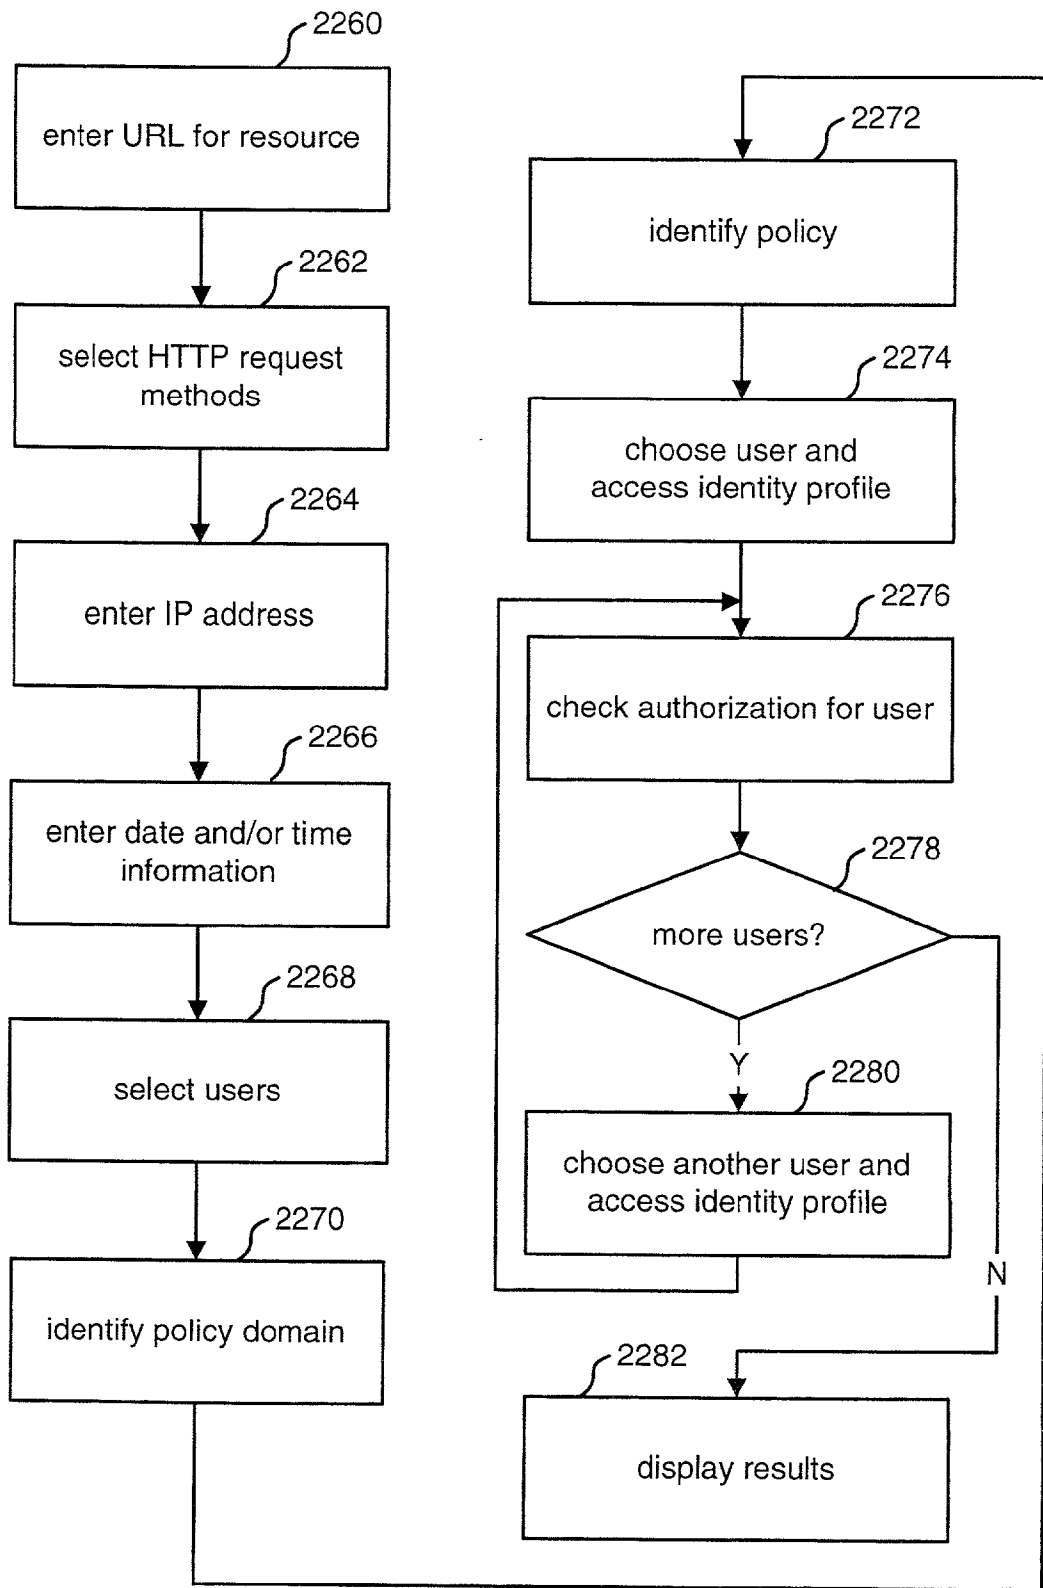 2260
enter URL for resource
2262
select HTTP request
methods
2264
enter IP address
2266
enter date and/or time
information
2268
select users
2270
identify policy domain
2272
identify policy
2274
choose user and
access identity profile
2276
check authorization for user
2278
more users?
Y
2280
choose another user and
access identity profile
N
2282
display results